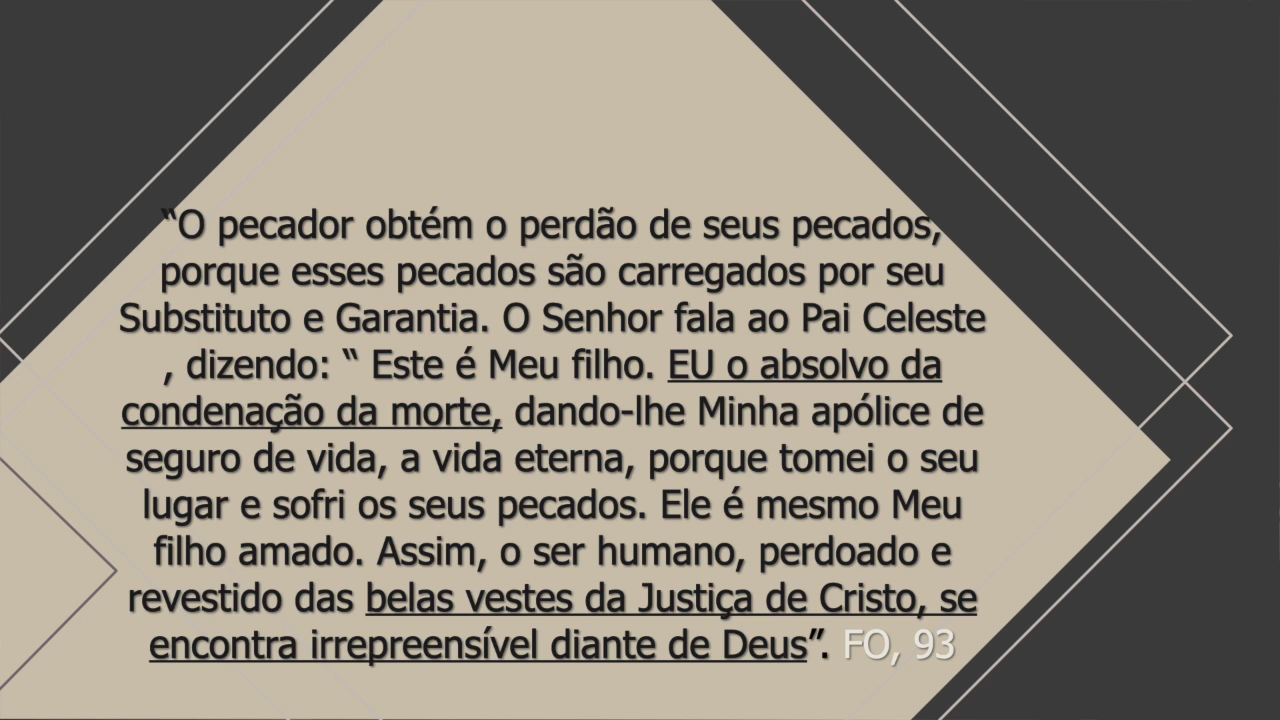 “O pecador obtém o perdão de seus pecados,
porque esses pecados são carregados por seu
Substituto e Garantia. O Senhor fala ao Pai Celeste
, dizendo: “ Este é Meu filho. EU o absolvo da
condenação da morte, dando-lhe Minha apólice de
seguro de vida, a vida eterna, porque tomei o seu
lugar e sofri os seus pecados. Ele é mesmo Meu
filho amado. Assim, o ser humano, perdoado e
revestido das belas vestes da Justiça de Cristo, se
encontra irrepreensível diante de Deus”. FO, 93